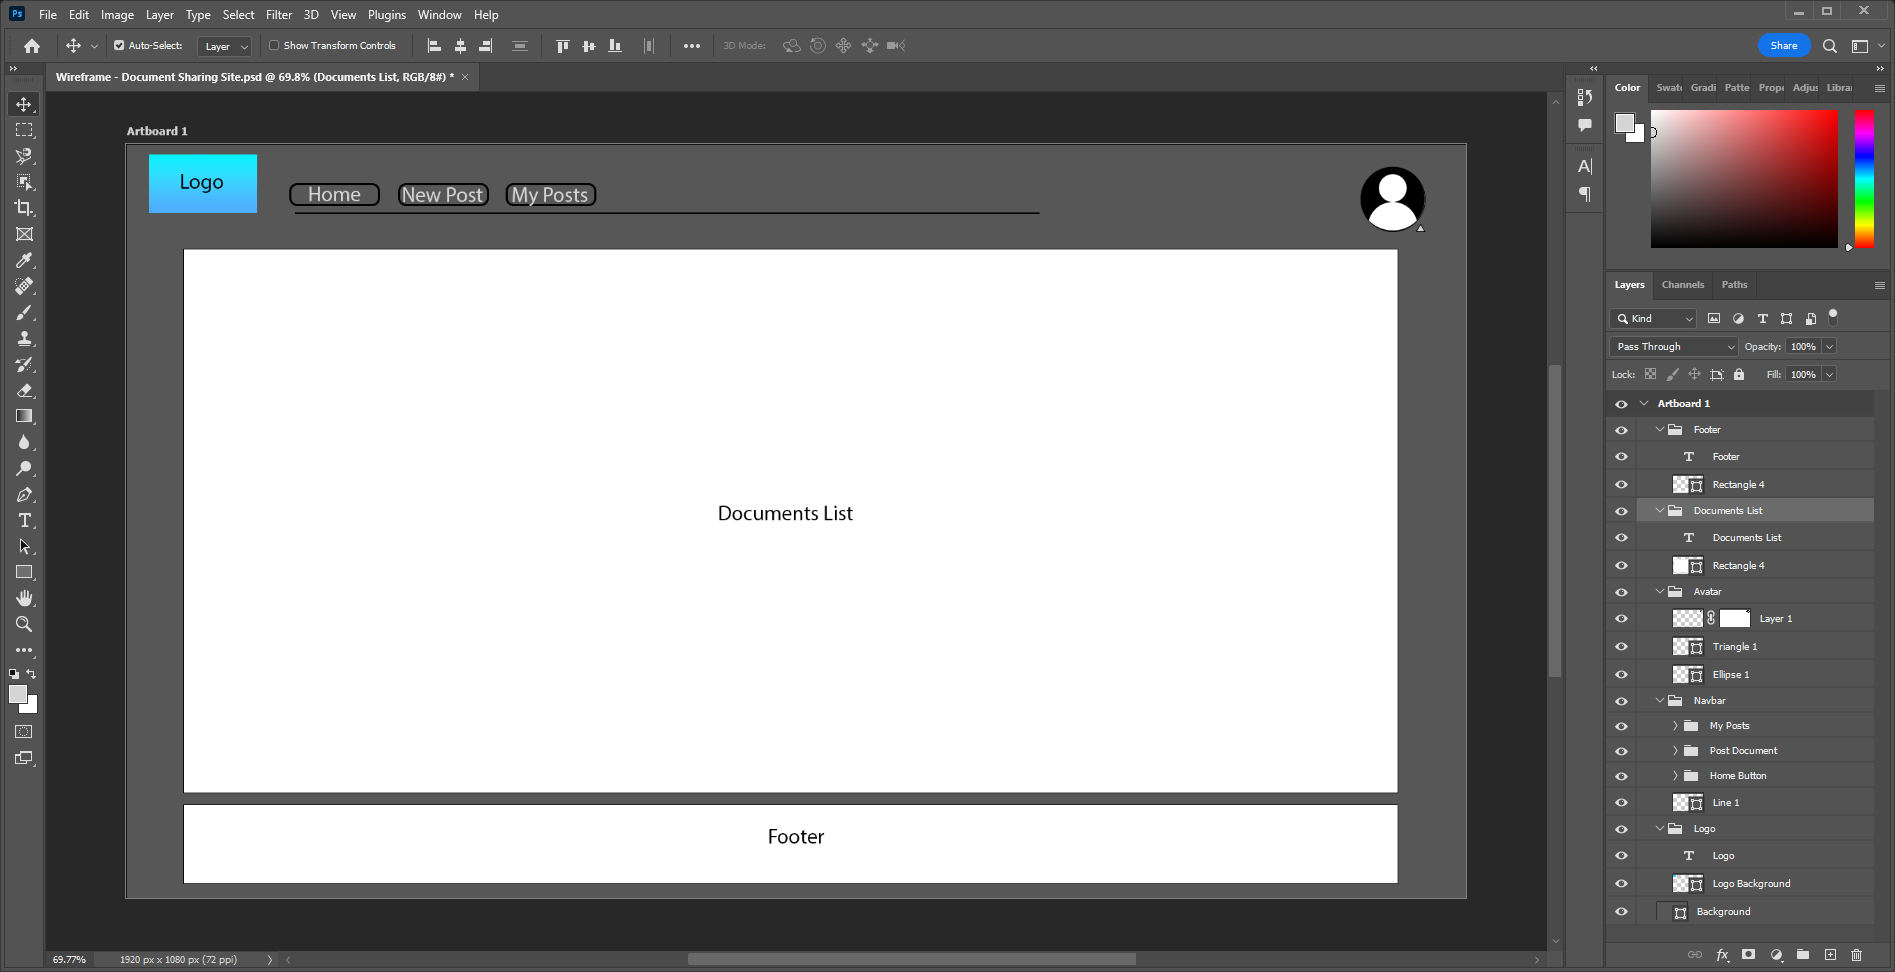 Ps File Edit Image Layer Type Select Filter 3D View Plugins Window Help
Auto-Select: Layer Show Transform Controls 3D Mode: Share
Wireframe - Document Sharing Site.psd @ 69.8% (Documents List, RGB/8#) *
Artboard 1
Logo
Home New Post My Posts
Documents List
Footer
69.77% 1920 px x 1080 px (72 ppi)
Color Swat Gradi Patte Prope Adjus Librar
Layers Channels Paths
Kind
Pass Through Opacity: 100%
Lock: Fill: 100%
Artboard 1
Footer
T Footer
Rectangle 4
Documents List
T Documents List
Rectangle 4
Avatar
Layer 1
Triangle 1
Ellipse 1
Navbar
My Posts
Post Document
Home Button
Line 1
Logo
T Logo
Logo Background
Background
fx